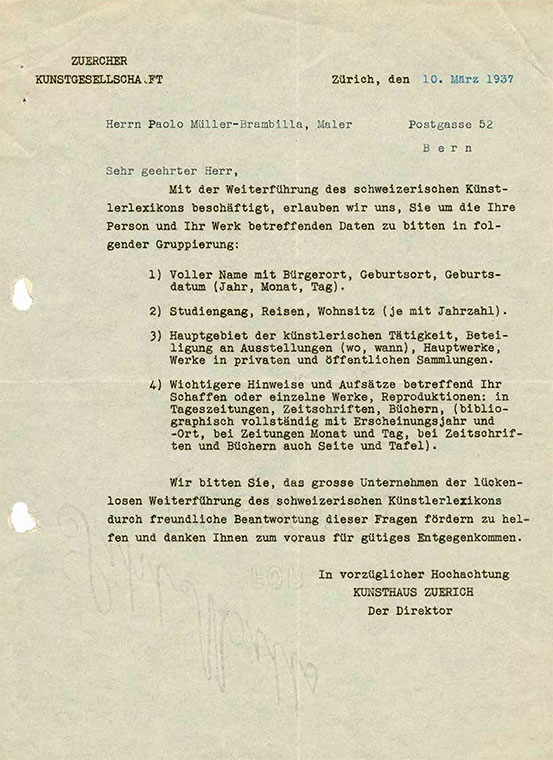 ZUERCHER
KUNSTGESELLSCHAFT
Zürich, den 10. März 1937
Herrn Paolo Müller-Brambilla, Maler Postgasse 52
Bern
Sehr geehrter Herr,
Mit der Weiterführung des schweizerischen Künst-
lerlexikons beschäftigt, erlauben wir uns, Sie um die Ihre
Person und Ihr Werk betreffenden Daten zu bitten in fol-
gender Gruppierung:
1) Voller Name mit Bürgerort, Geburtsort, Geburts-
datum (Jahr, Monat, Tag).
2) Studiengang, Reisen, Wohnsitz (je mit Jahrzahl).
3) Hauptgebiet der künstlerischen Tätigkeit, Betei-
ligung an Ausstellungen (wo, wann), Hauptwerke,
Werke in privaten und öffentlichen Sammlungen.
4) Wichtigere Hinweise und Aufsätze betreffend Ihr
Schaffen oder einzelne Werke, Reproduktionen: in
Tageszeitungen, Zeitschriften, Büchern, (biblio-
graphisch vollständig mit Erscheinungsjahr und
-Ort, bei Zeitungen Monat und Tag, bei Zeitschrif-
ten und Büchern auch Seite und Tafel).
Wir bitten Sie, das grosse Unternehmen der lücken-
losen Weiterführung des schweizerischen Künstlerlexikons
durch freundliche Beantwortung dieser Fragen fördern zu hel-
fen und danken Ihnen zum voraus für gütiges Entgegenkommen.
In vorzüglicher Hochachtung
KUNSTHAUS ZUERICH
Der Direktor